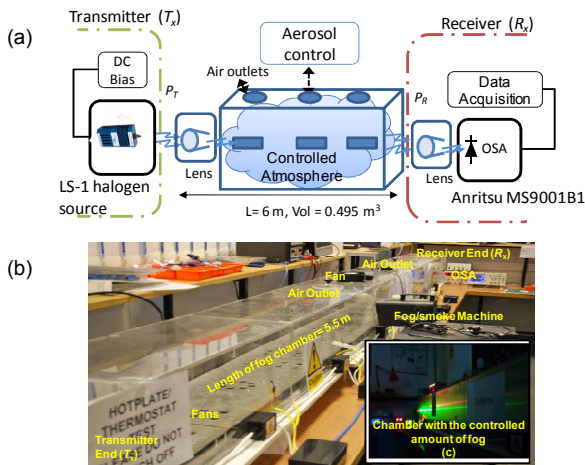 (a)
Transmitter (Tx)
Receiver (Rx)
DC
Bias
Aerosol
control
Air outlets
PT
PR
Data
Acquisition
LS-1 halogen
source
Lens
Controlled
Atmosphere
Lens
OSA
Anritsu MS9001B1
L= 6 m, Vol = 0.495 m³
(b)
Receiver End (Rx)
Air Outlet
Fan
OSA
Air Outlet
Fog/smoke Machine
Length of fog chamber= 5.5 m
Fans
HOTPLATE/
THERMOSTAT
DO NOT
Transmitter
End (Tx)
Chamber with the controlled
amount of fog
(c)